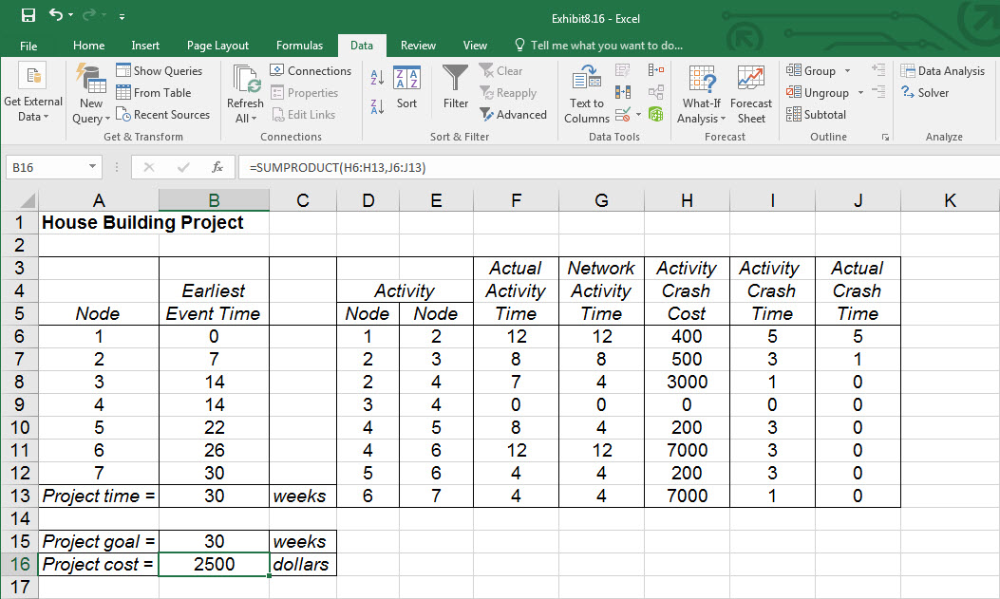 Exhibit8.16 - Excel
File Home Insert Page Layout Formulas Data Review View Tell me what you want to do...
Get External Data
New Query
Show Queries
From Table
Recent Sources
Get & Transform
Refresh All
Connections
Properties
Edit Links
Connections
Sort
Filter
Clear
Reapply
Advanced
Sort & Filter
Text to Columns
Data Tools
What-If Analysis
Forecast Sheet
Forecast
Group
Ungroup
Subtotal
Outline
Data Analysis
Solver
Analyze
B16 fx =SUMPRODUCT(H6:H13,J6:J13)
A B C D E F G H I J K
1 House Building Project
2
3 Actual Network Activity Activity Actual
4 Earliest Activity Activity Activity Crash Crash Crash
5 Node Event Time Node Node Time Time Cost Time Time
6 1 0 1 2 12 12 400 5 5
7 2 7 2 3 8 8 500 3 1
8 3 14 2 4 7 4 3000 1 0
9 4 14 3 4 0 0 0 0 0
10 5 22 4 5 8 4 200 3 0
11 6 26 4 6 12 12 7000 3 0
12 7 30 5 6 4 4 200 3 0
13 Project time = 30 weeks 6 7 4 4 7000 1 0
14
15 Project goal = 30 weeks
16 Project cost = 2500 dollars
17